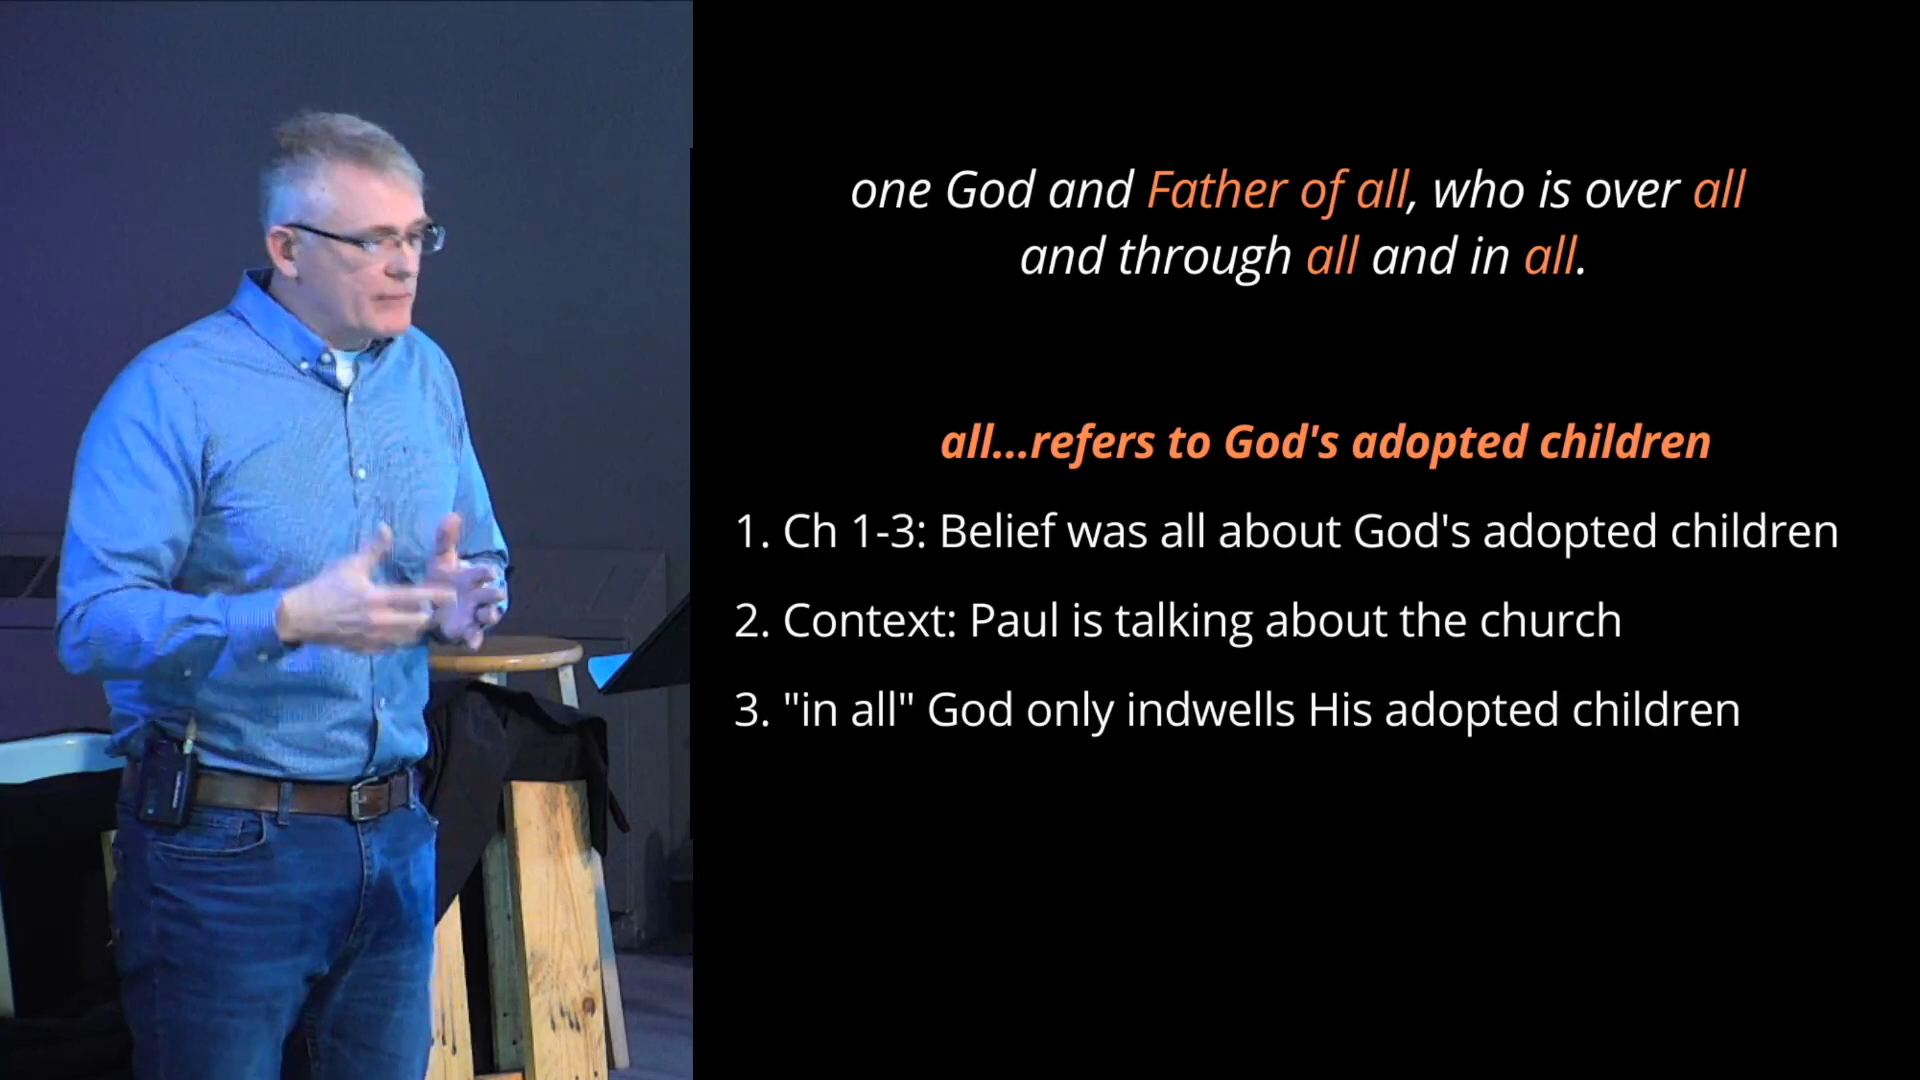 one God and Father of all, who is over all
and through all and in all.
all...refers to God's adopted children
1. Ch 1-3: Belief was all about God's adopted children
2. Context: Paul is talking about the church
3. "in all" God only indwells His adopted children